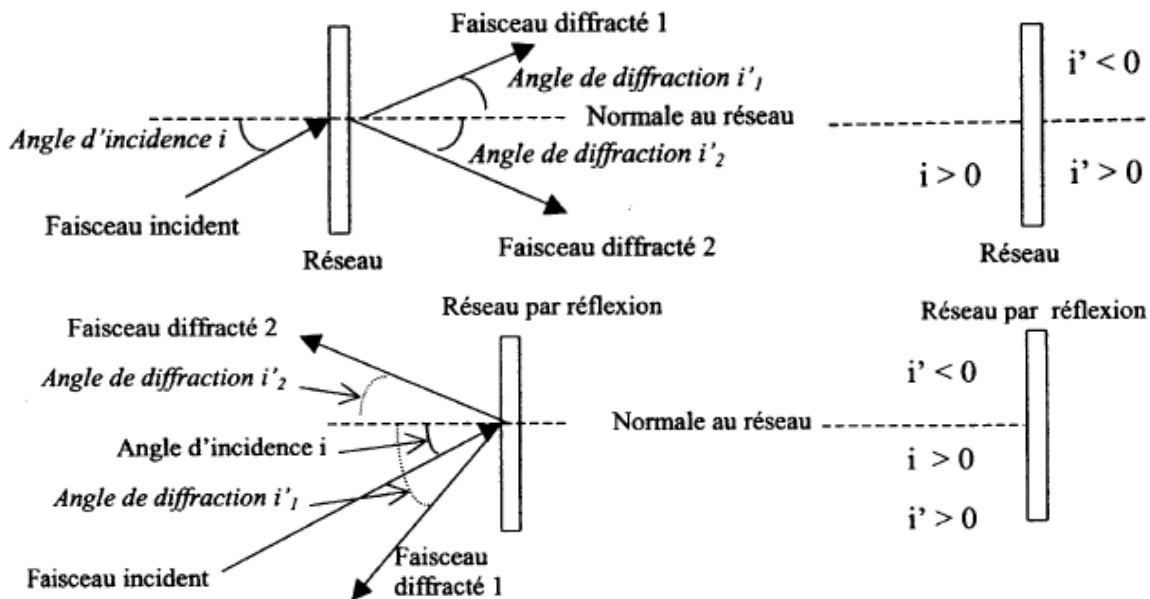 Faisceau diffracté 1
Angle de diffraction i'1
Normale au réseau
Angle d'incidence i
Angle de diffraction i'2
Faisceau incident
Faisceau diffracté 2
Réseau
i' < 0
i > 0
i' > 0
Réseau
Réseau par réflexion
Faisceau diffracté 2
Angle de diffraction i'2
Angle d'incidence i
Angle de diffraction i'1
Faisceau incident
Faisceau
diffracté 1
Réseau par réflexion
i' < 0
Normale au réseau
i > 0
i' > 0